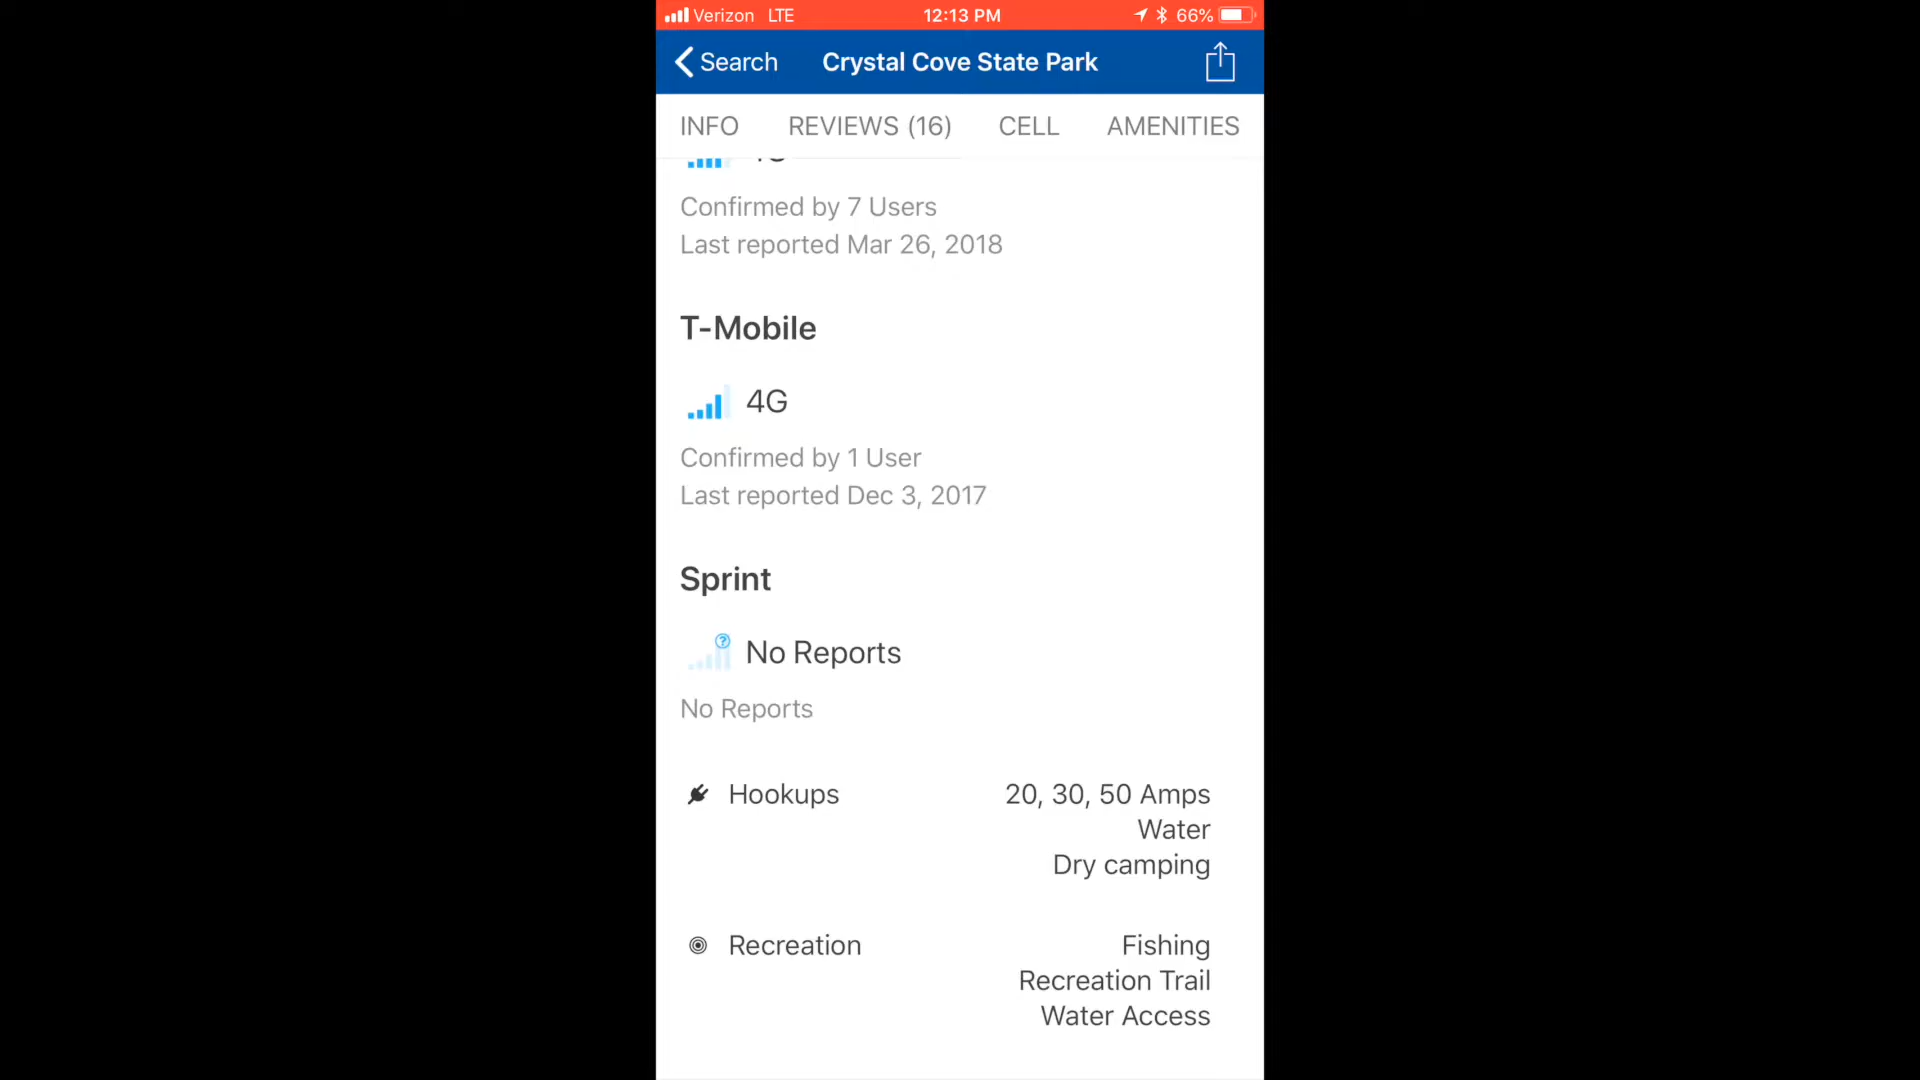 Verizon LTE 12:13 PM 66%
Search Crystal Cove State Park
INFO REVIEWS (16) CELL AMENITIES
Confirmed by 7 Users
Last reported Mar 26, 2018
T-Mobile
4G
Confirmed by 1 User
Last reported Dec 3, 2017
Sprint
? No Reports
No Reports
Hookups 20, 30, 50 Amps
Water
Dry camping
Recreation Fishing
Recreation Trail
Water Access